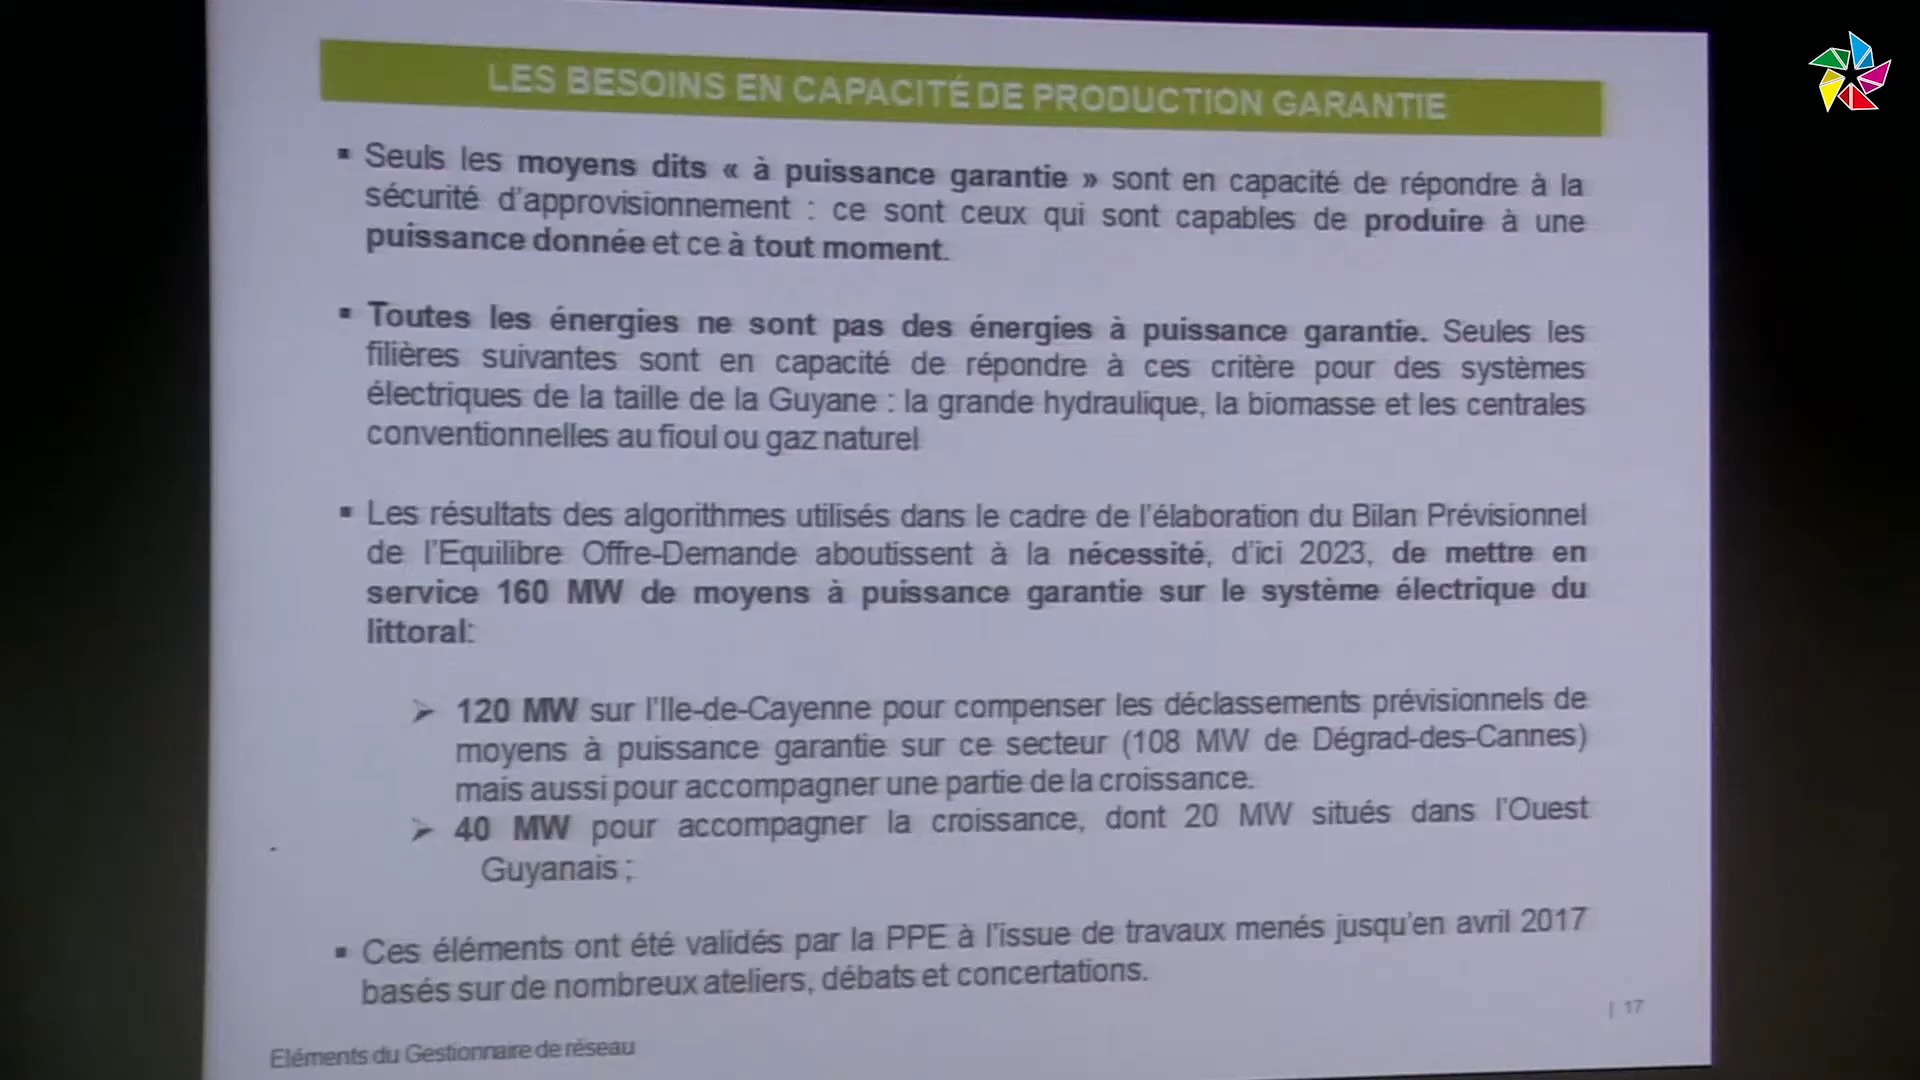 LES BESOINS EN CAPACITÉ DE PRODUCTION GARANTIE
▪ Seuls les moyens dits « à puissance garantie » sont en capacité de répondre à la
sécurité d'approvisionnement : ce sont ceux qui sont capables de produire à une
puissance donnée et ce à tout moment.
▪ Toutes les énergies ne sont pas des énergies à puissance garantie. Seules les
filières suivantes sont en capacité de répondre à ces critère pour des systèmes
électriques de la taille de la Guyane : la grande hydraulique, la biomasse et les centrales
conventionnelles au fioul ou gaz naturel
▪ Les résultats des algorithmes utilisés dans le cadre de l'élaboration du Bilan Prévisionnel
de l'Equilibre Offre-Demande aboutissent à la nécessité, d'ici 2023, de mettre en
service 160 MW de moyens à puissance garantie sur le système électrique du
littoral:
➢ 120 MW sur l'Ile-de-Cayenne pour compenser les déclassements prévisionnels de
moyens à puissance garantie sur ce secteur (108 MW de Dégrad-des-Cannes)
mais aussi pour accompagner une partie de la croissance.
➢ 40 MW pour accompagner la croissance, dont 20 MW situés dans l'Ouest
Guyanais ;
▪ Ces éléments ont été validés par la PPE à l'issue de travaux menés jusqu'en avril 2017
basés sur de nombreux ateliers, débats et concertations.
| 17
Eléments du Gestionnaire de réseau